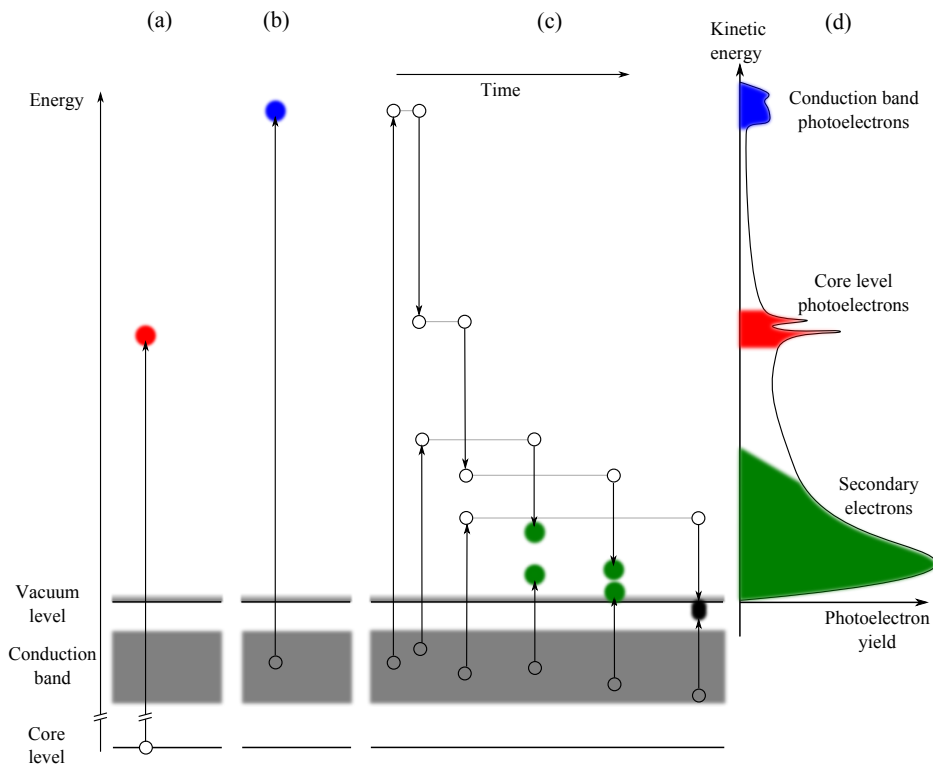 (a)
(b)
(c)
(d)
Kinetic
energy
Time
Energy
Conduction band
photoelectrons
Core level
photoelectrons
Secondary
electrons
Vacuum
level
Photoelectron
yield
Conduction
band
Core
level